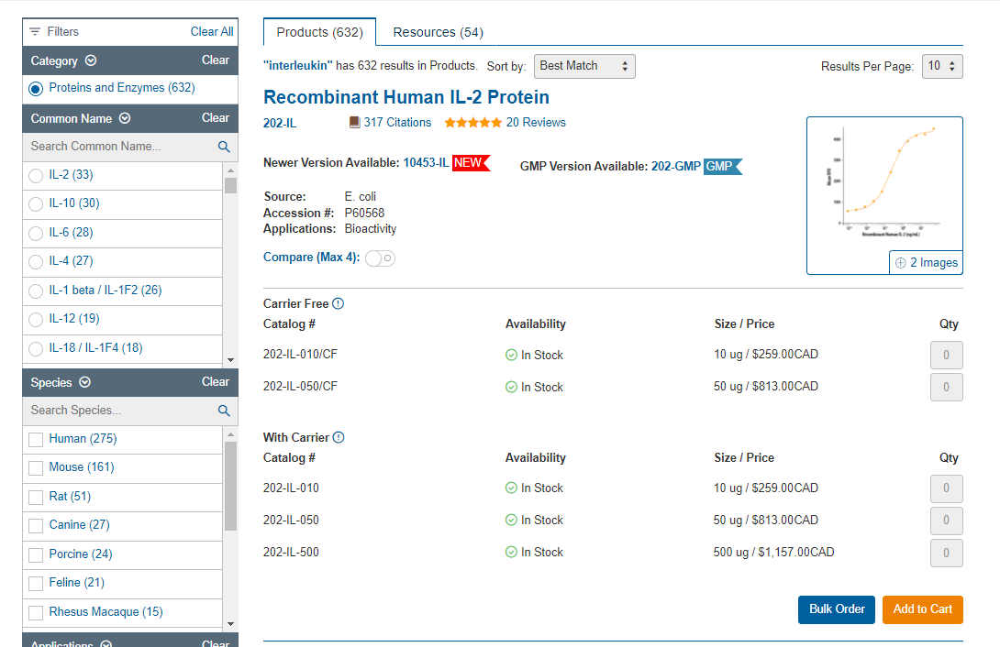 Filters Clear All
Category Clear
Proteins and Enzymes (632)
Common Name Clear
Search Common Name...
IL-2 (33)
IL-10 (30)
IL-6 (28)
IL-4 (27)
IL-1 beta / IL-1F2 (26)
IL-12 (19)
IL-18 / IL-1F4 (18)
Species Clear
Search Species...
Human (275)
Mouse (161)
Rat (51)
Canine (27)
Porcine (24)
Feline (21)
Rhesus Macaque (15)
Applications Clear
Products (632) Resources (54)
"interleukin" has 632 results in Products. Sort by: Best Match Results Per Page: 10
Recombinant Human IL-2 Protein
202-IL 317 Citations 20 Reviews
Newer Version Available: 10453-IL NEW GMP Version Available: 202-GMP GMP
Source: E. coli
Accession #: P60568
Applications: Bioactivity
Compare (Max 4):
Recombinant Human IL-2 (ng/mL)
2 Images
Carrier Free
Catalog # Availability Size / Price Qty
202-IL-010/CF In Stock 10 ug / $259.00CAD 0
202-IL-050/CF In Stock 50 ug / $813.00CAD 0
With Carrier
Catalog # Availability Size / Price Qty
202-IL-010 In Stock 10 ug / $259.00CAD 0
202-IL-050 In Stock 50 ug / $813.00CAD 0
202-IL-500 In Stock 500 ug / $1,157.00CAD 0
Bulk Order Add to Cart